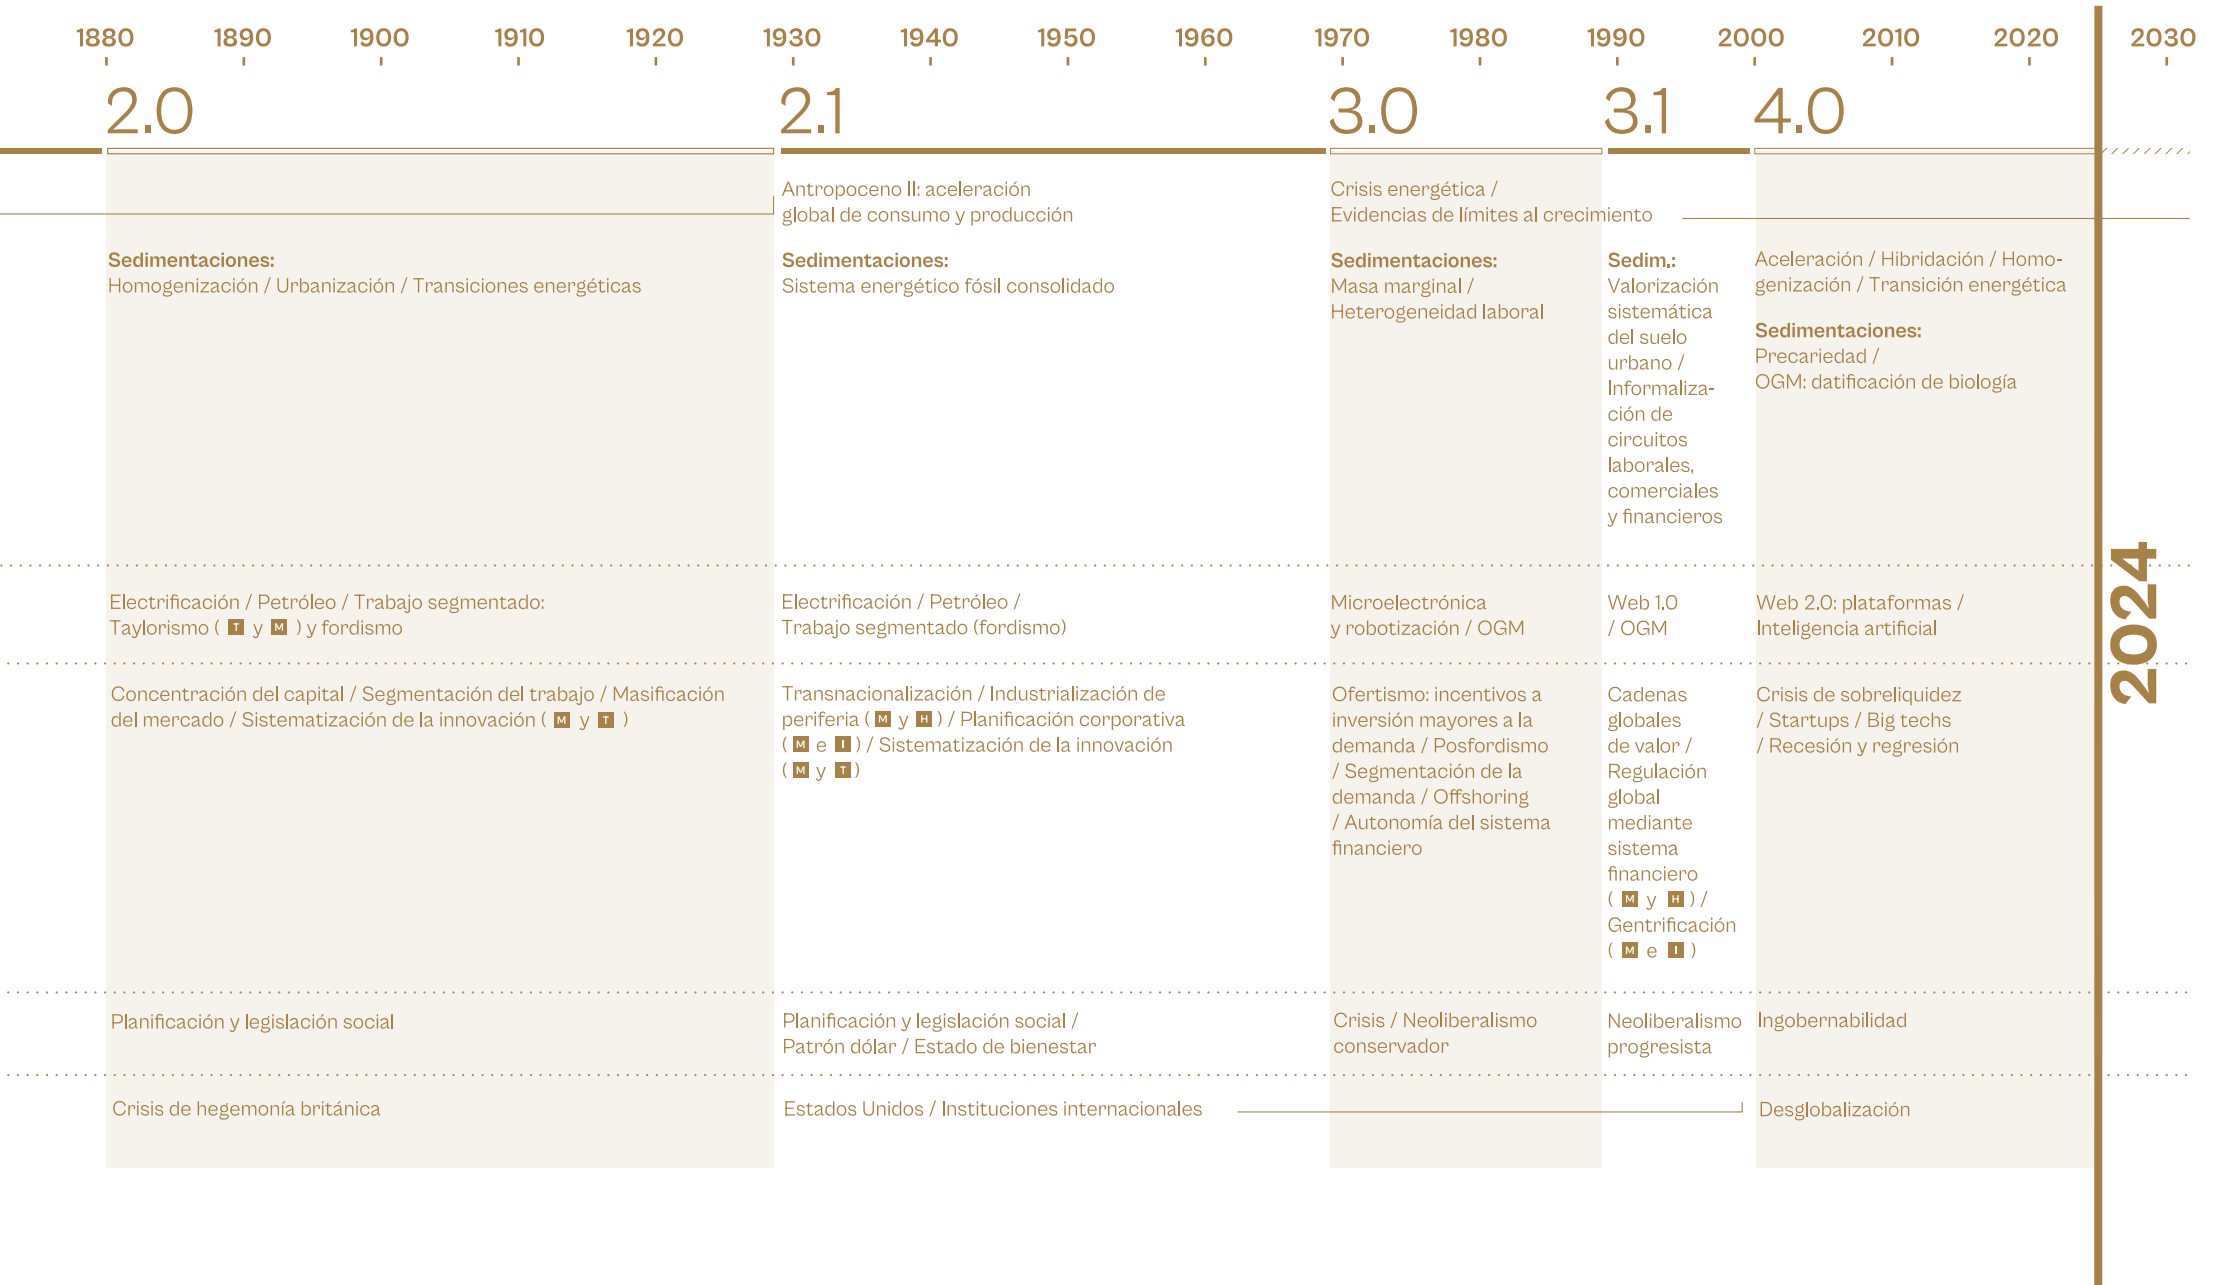 1880 1890 1900 1910 1920 1930 1940 1950 1960 1970 1980 1990 2000 2010 2020 2030
2.0 2.1 3.0 3.1 4.0
Antropoceno II: aceleración
global de consumo y producción
Crisis energética /
Evidencias de límites al crecimiento
Sedimentaciones:
Homogenización / Urbanización / Transiciones energéticas
Sedimentaciones:
Sistema energético fósil consolidado
Sedimentaciones:
Masa marginal /
Heterogeneidad laboral
Sedim.:
Valorización
sistemática
del suelo
urbano /
Informaliza-
ción de
circuitos
laborales,
comerciales
y financieros
Aceleración / Hibridación / Homo-
genización / Transición energética
Sedimentaciones:
Precariedad /
OGM: datificación de biología
Electrificación / Petróleo / Trabajo segmentado:
Taylorismo ( T y M ) y fordismo
Electrificación / Petróleo /
Trabajo segmentado (fordismo)
Microelectrónica
y robotización / OGM
Web 1.0
/ OGM
Web 2.0: plataformas /
Inteligencia artificial
2024
Concentración del capital / Segmentación del trabajo / Masificación
del mercado / Sistematización de la innovación ( M y T )
Transnacionalización / Industrialización de
periferia ( M y H ) / Planificación corporativa
( M e I ) / Sistematización de la innovación
( M y T )
Ofertismo: incentivos a
inversión mayores a la
demanda / Posfordismo
/ Segmentación de la
demanda / Offshoring
/ Autonomía del sistema
financiero
Cadenas
globales
de valor /
Regulación
global
mediante
sistema
financiero
( M y H ) /
Gentrificación
( M e I )
Crisis de sobreliquidez
/ Startups / Big techs
/ Recesión y regresión
Planificación y legislación social
Planificación y legislación social /
Patrón dólar / Estado de bienestar
Crisis / Neoliberalismo
conservador
Neoliberalismo
progresista
Ingobernabilidad
Crisis de hegemonía británica
Estados Unidos / Instituciones internacionales
Desglobalización